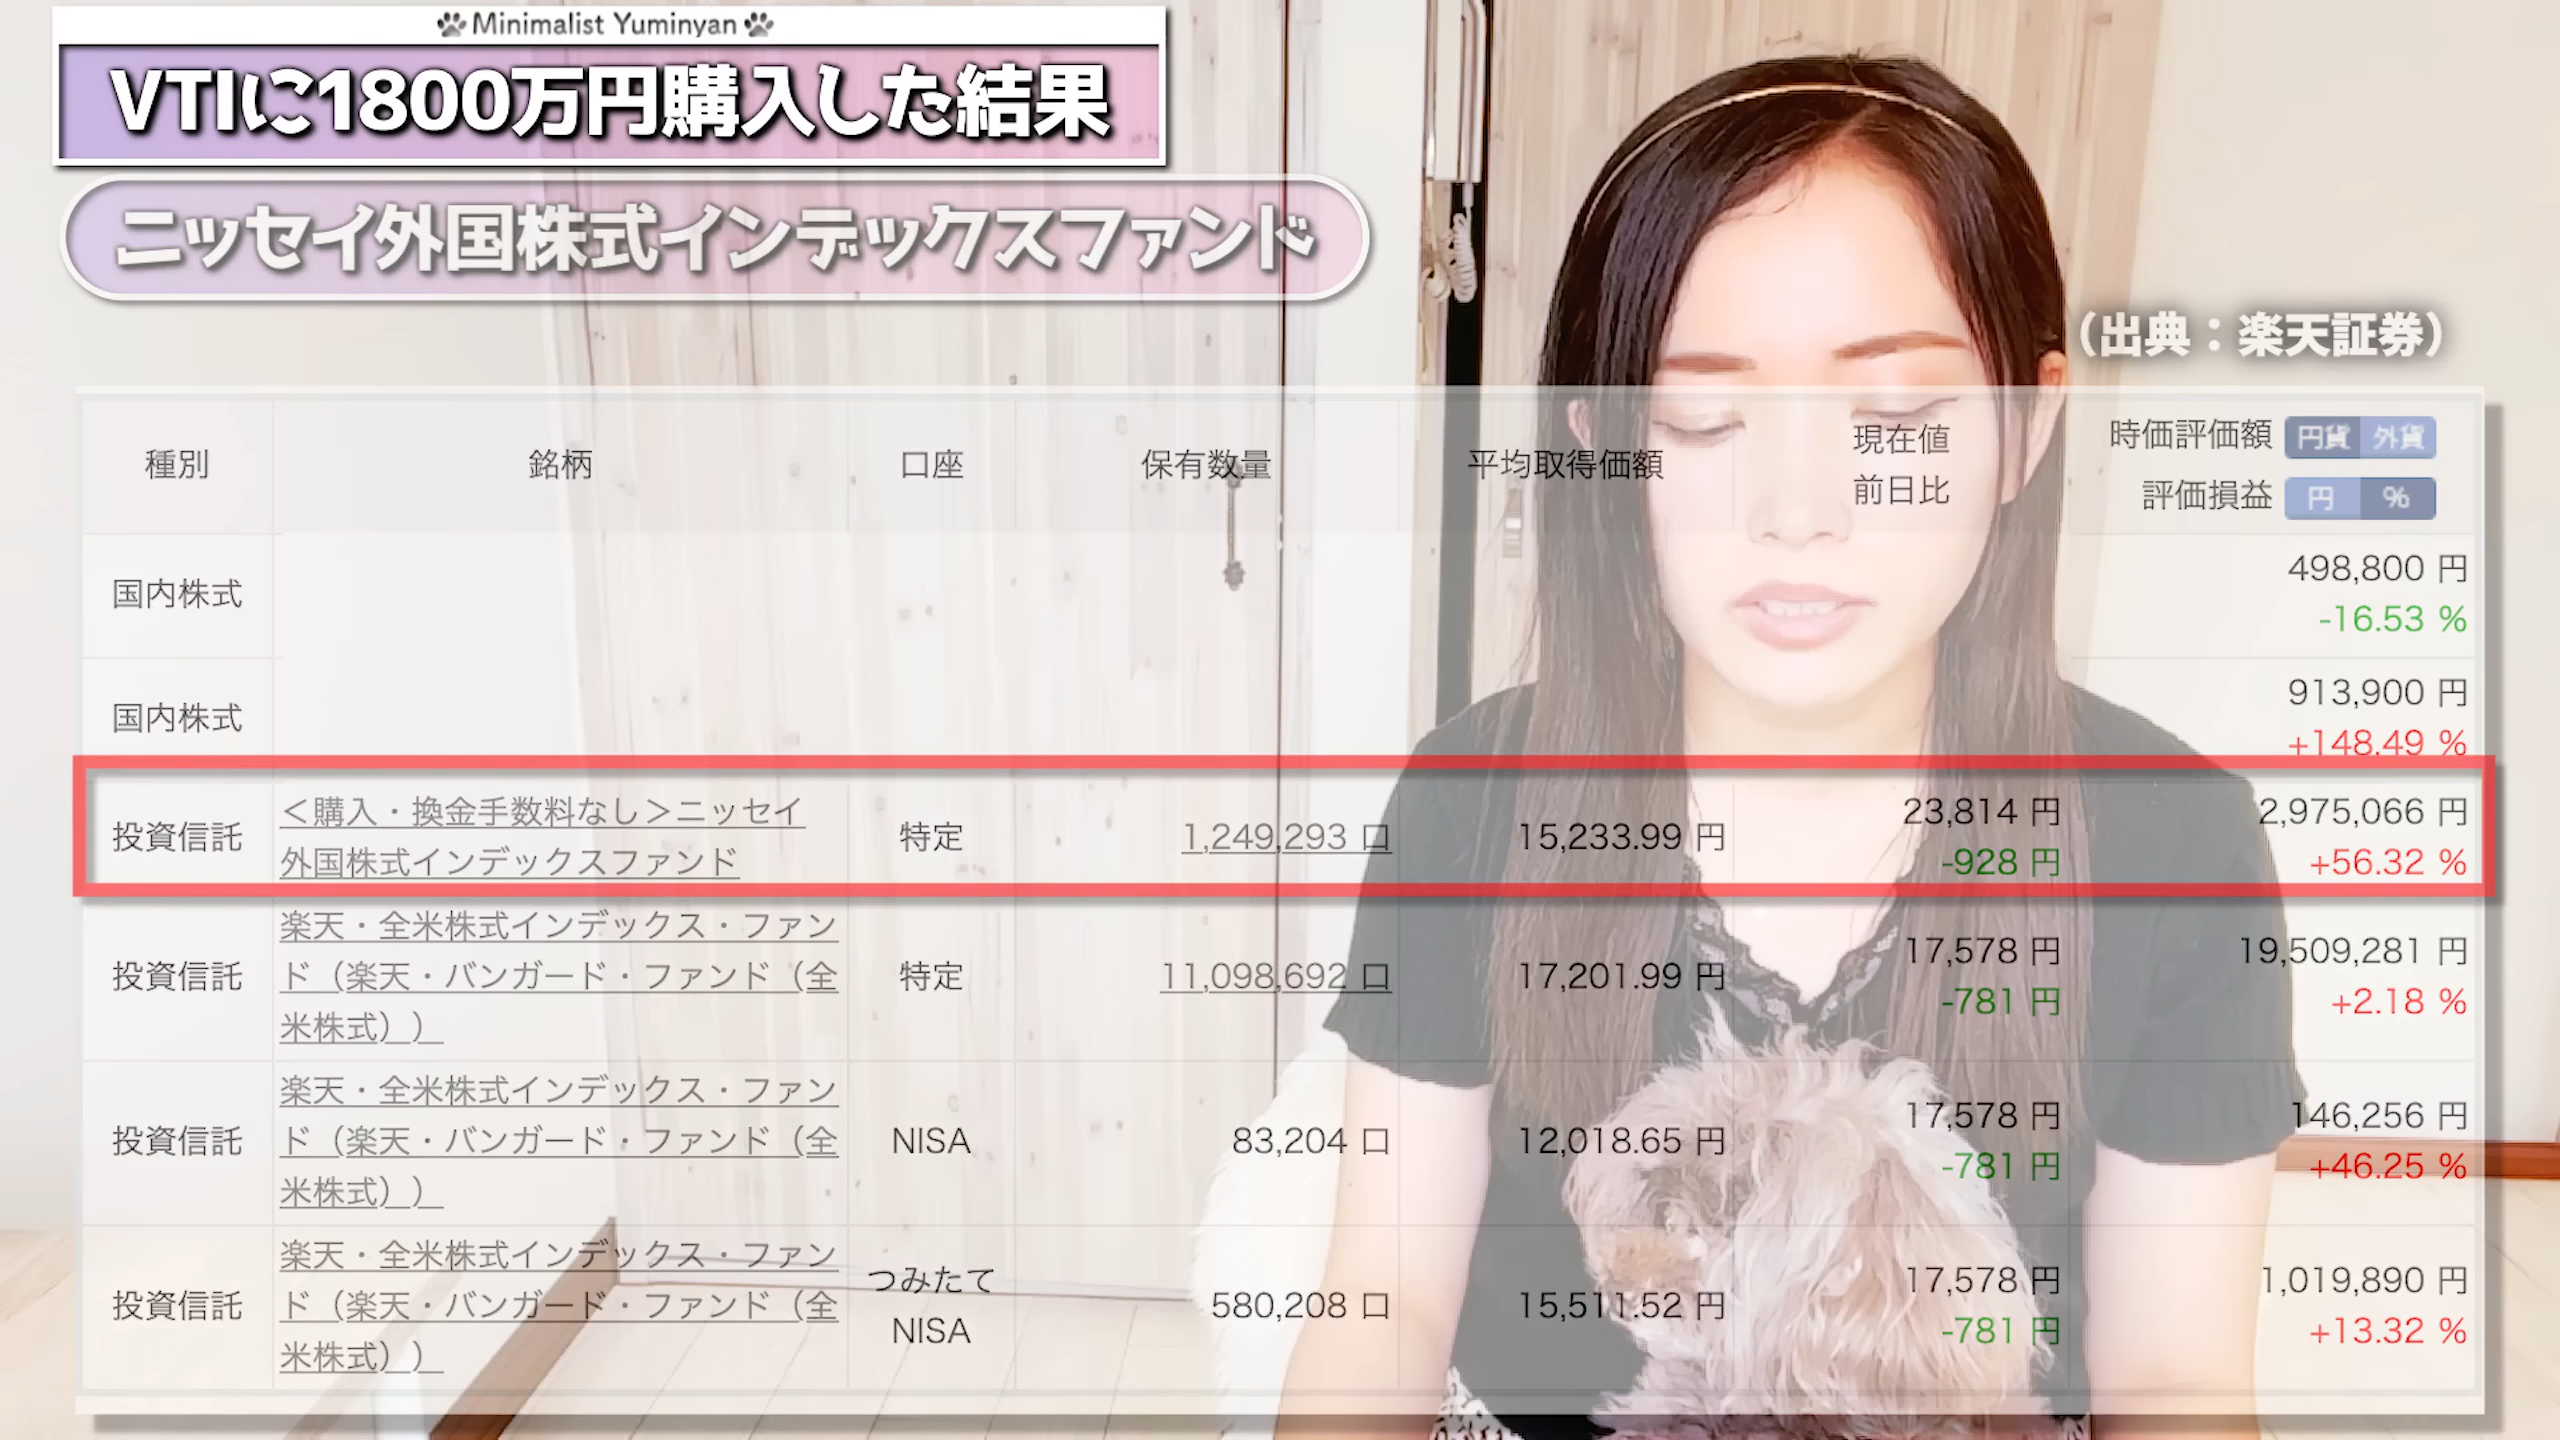 Minimalist Yuminyan
VTIに1800万円購入した結果
ニッセイ外国株式インデックスファンド
（出典：楽天証券）
種別 銘柄 口座 保有数量 平均取得価額 現在値 時価評価額 円貨 外貨
前日比 評価損益 円 %
国内株式 498,800 円
-16.53 %
国内株式 913,900 円
+148.49 %
投資信託 <購入・換金手数料なし>ニッセイ 特定 1,249,293 口 15,233.99 円 23,814 円 2,975,066 円
外国株式インデックスファンド -928 円 +56.32 %
楽天・全米株式インデックス・ファン 17,578 円 19,509,281 円
投資信託 ド（楽天・バンガード・ファンド（全 特定 11,098,692 口 17,201.99 円
米株式）） -781 円 +2.18 %
楽天・全米株式インデックス・ファン 17,578 円 146,256 円
投資信託 ド（楽天・バンガード・ファンド（全 NISA 83,204 口 12,018.65 円
米株式）） -781 円 +46.25 %
楽天・全米株式インデックス・ファン つみたて 17,578 円 1,019,890 円
投資信託 ド（楽天・バンガード・ファンド（全 580,208 口 15,511.52 円
米株式）） NISA -781 円 +13.32 %